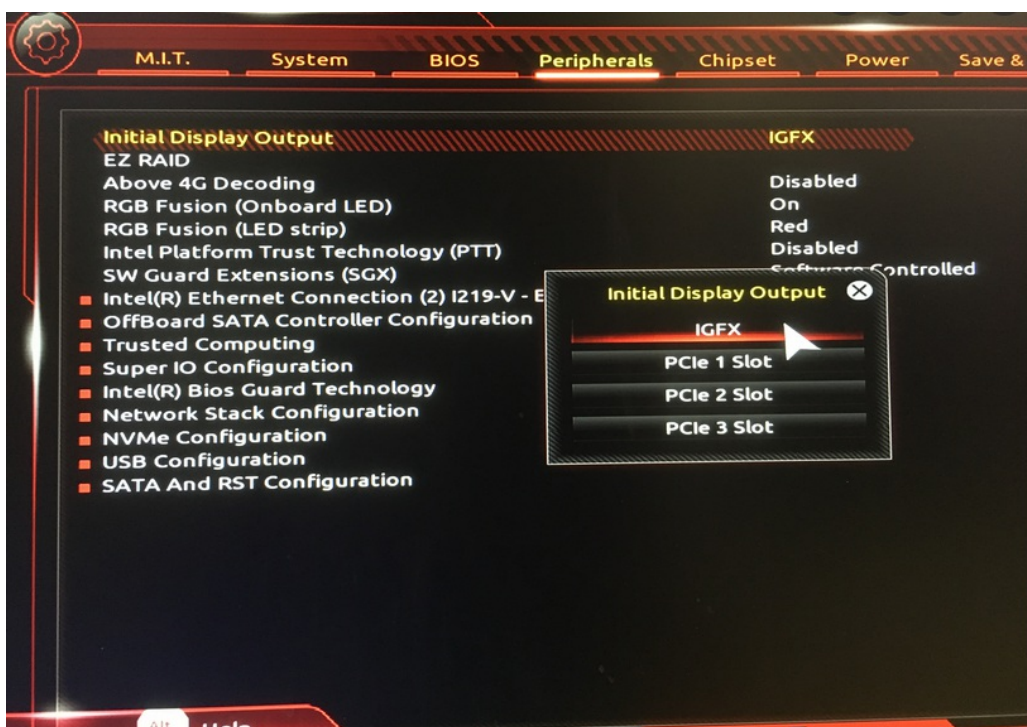 M.I.T. System BIOS Peripherals Chipset Power Save &
Initial Display Output IGFX
EZ RAID
Above 4G Decoding Disabled
RGB Fusion (Onboard LED) On
RGB Fusion (LED strip) Red
Intel Platform Trust Technology (PTT) Disabled
SW Guard Extensions (SGX) Software Controlled
Intel(R) Ethernet Connection (2) I219-V - E
OffBoard SATA Controller Configuration
Trusted Computing
Super IO Configuration
Intel(R) Bios Guard Technology
Network Stack Configuration
NVMe Configuration
USB Configuration
SATA And RST Configuration
Initial Display Output
IGFX
PCIe 1 Slot
PCIe 2 Slot
PCIe 3 Slot
Alt Help